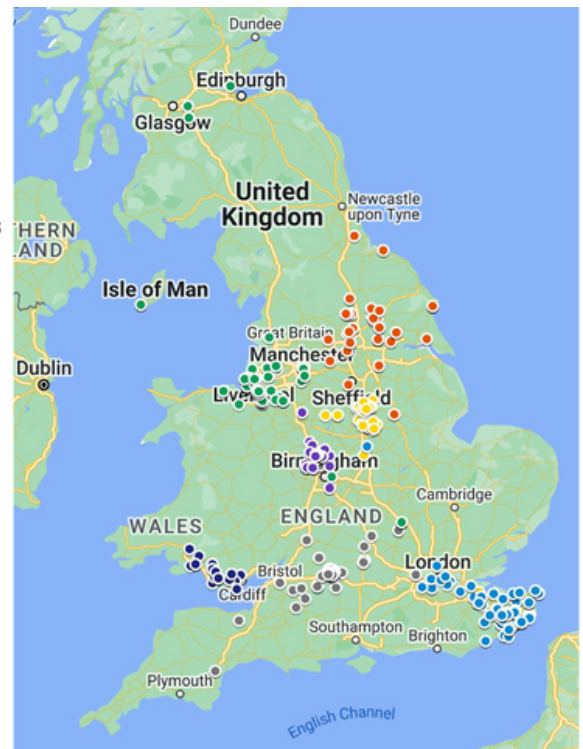 Dundee
Edinburgh
Glasgow
United
Kingdom
Newcastle
upon Tyne
THERN
LAND
Isle of Man
Great Britain
Manchester
Dublin
Sheffield
Birmingham
Cambridge
WALES
ENGLAND
London
Bristol
Cardiff
Southampton
Brighton
Plymouth
English Channel